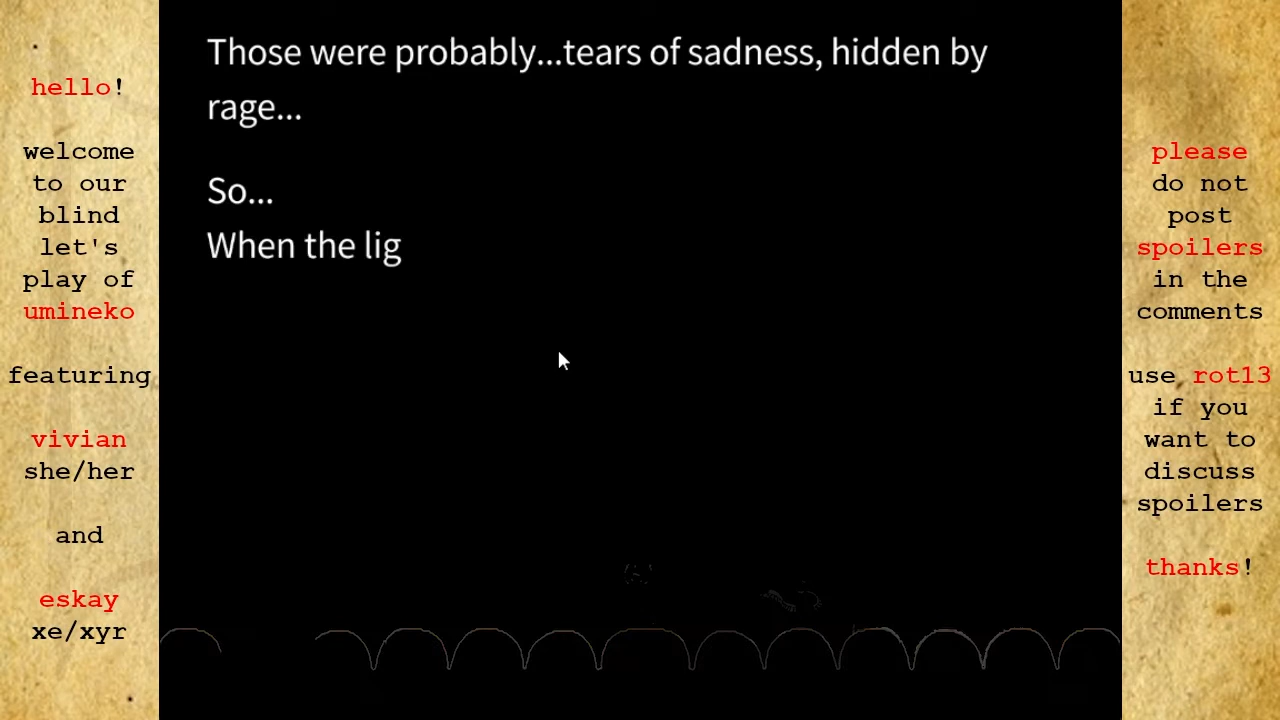 hello!
welcome
to our
blind
let's
play of
umineko
featuring
vivian
she/her
and
eskay
xe/xyr
Those were probably...tears of sadness, hidden by
rage...
So...
When the lig
please
do not
post
spoilers
in the
comments
use rot13
if you
want to
discuss
spoilers
thanks!